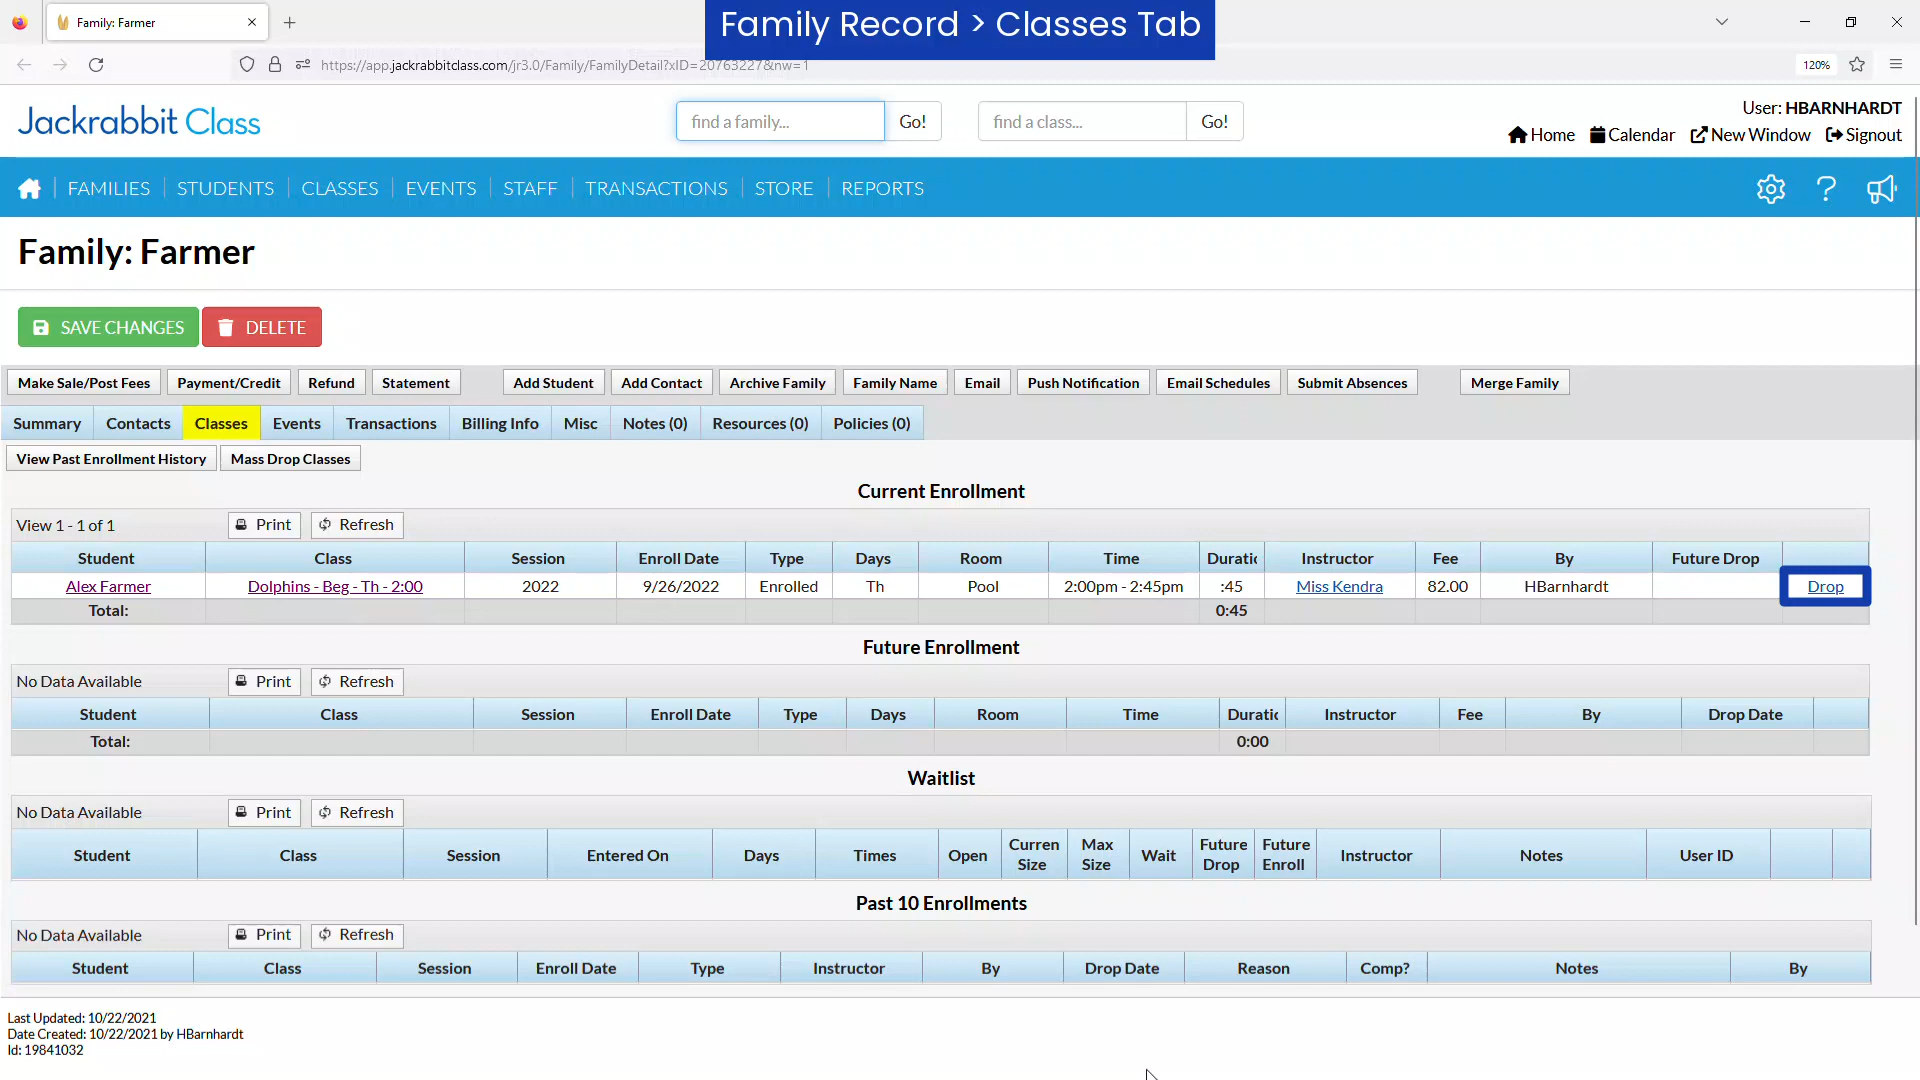 Family: Farmer
Family Record > Classes Tab
https://app.jackrabbitclass.com/jr3.0/Family/FamilyDetail?xID=20763227&nw=1
120%
Jackrabbit Class
find a family...
Go!
find a class...
Go!
User: HBARNHARDT
Home
Calendar
New Window
Signout
FAMILIES
STUDENTS
CLASSES
EVENTS
STAFF
TRANSACTIONS
STORE
REPORTS
Family: Farmer
SAVE CHANGES
DELETE
Make Sale/Post Fees
Payment/Credit
Refund
Statement
Add Student
Add Contact
Archive Family
Family Name
Email
Push Notification
Email Schedules
Submit Absences
Merge Family
Summary
Contacts
Classes
Events
Transactions
Billing Info
Misc
Notes (0)
Resources (0)
Policies (0)
View Past Enrollment History
Mass Drop Classes
Current Enrollment
View 1 - 1 of 1
Print
Refresh
Student Class Session Enroll Date Type Days Room Time Duratic Instructor Fee By Future Drop
Alex Farmer Dolphins - Beg - Th - 2:00 2022 9/26/2022 Enrolled Th Pool 2:00pm - 2:45pm :45 Miss Kendra 82.00 HBarnhardt Drop
Total: 0:45
Future Enrollment
No Data Available
Print
Refresh
Student Class Session Enroll Date Type Days Room Time Duratic Instructor Fee By Drop Date
Total: 0:00
Waitlist
No Data Available
Print
Refresh
Student Class Session Entered On Days Times Open Curren Size Max Size Wait Future Drop Future Enroll Instructor Notes User ID
Past 10 Enrollments
No Data Available
Print
Refresh
Student Class Session Enroll Date Type Instructor By Drop Date Reason Comp? Notes By
Last Updated: 10/22/2021
Date Created: 10/22/2021 by HBarnhardt
Id: 19841032